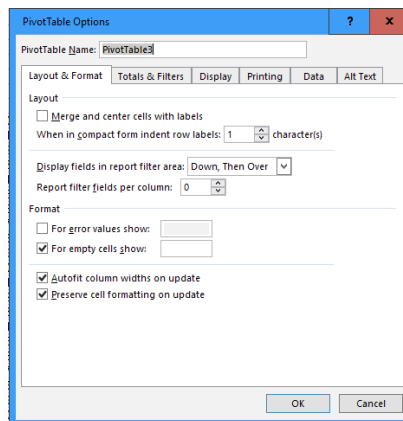 PivotTable Options ? x
PivotTable Name: PivotTable3
Layout & Format Totals & Filters Display Printing Data Alt Text
Layout
Merge and center cells with labels
When in compact form indent row labels: 1 character(s)
Display fields in report filter area: Down, Then Over
Report filter fields per column: 0
Format
For error values show:
For empty cells show:
Autofit column widths on update
Preserve cell formatting on update
OK Cancel